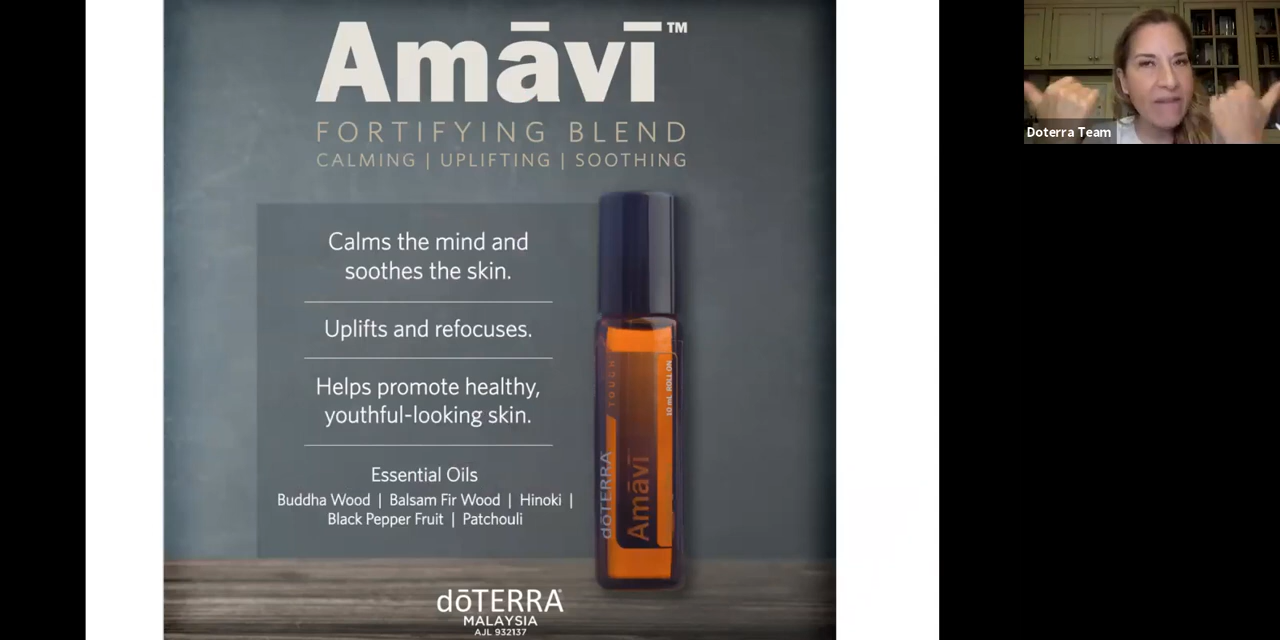 Amāvī™
FORTIFYING BLEND
CALMING | UPLIFTING | SOOTHING
Calms the mind and
soothes the skin.
Uplifts and refocuses.
Helps promote healthy,
youthful-looking skin.
Essential Oils
Buddha Wood | Balsam Fir Wood | Hinoki |
Black Pepper Fruit | Patchouli
TOUCH
10 mL ROLL ON
dōTERRA
Amāvī
dōTERRA®
MALAYSIA
AJL 932137
Doterra Team